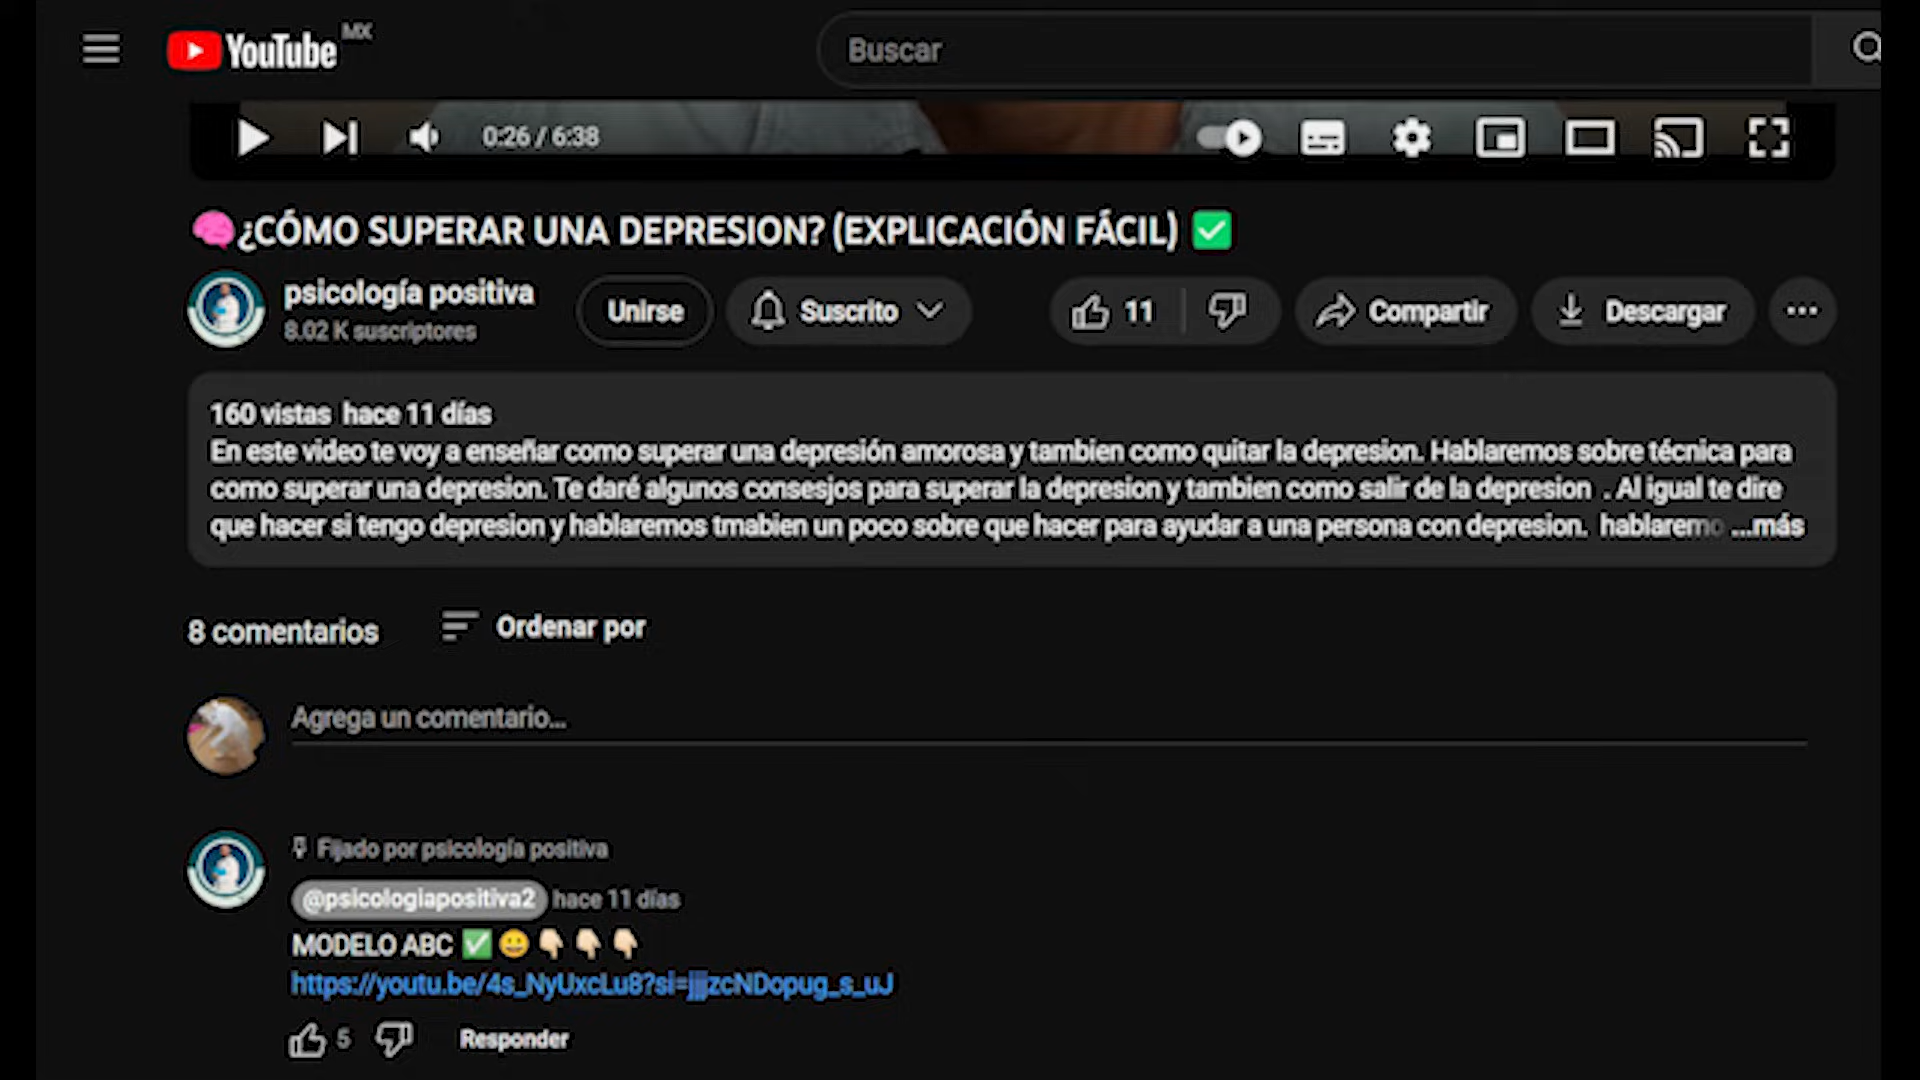 YouTube MX
Buscar
0:26 / 6:38
🧠¿CÓMO SUPERAR UNA DEPRESION? (EXPLICACIÓN FÁCIL) ✅
psicología positiva
8.02 K suscriptores
Unirse
Suscrito
11
Compartir
Descargar
160 vistas hace 11 días
En este video te voy a enseñar como superar una depresión amorosa y tambien como quitar la depresion. Hablaremos sobre técnica para
como superar una depresion. Te daré algunos consesjos para superar la depresion y tambien como salir de la depresion . Al igual te dire
que hacer si tengo depresion y hablaremos tmabien un poco sobre que hacer para ayudar a una persona con depresion. hablaremo ...más
8 comentarios
Ordenar por
Agrega un comentario...
Fijado por psicología positiva
@psicologiapositiva2 hace 11 días
MODELO ABC ✅😀👇🏻👇🏻👇🏻
https://youtu.be/4s_NyUxcLu8?si=jjjzcNDopug_s_uJ
5
Responder